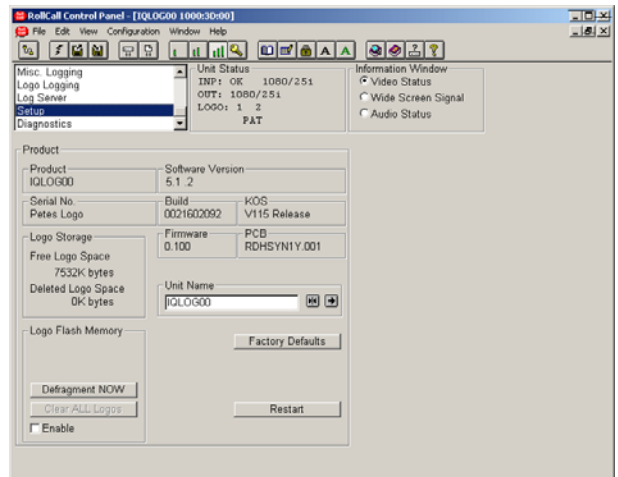 RollCall Control Panel - [IQLOG00 1000:3D:00]
File Edit View Configuration Window Help
A A
Misc. Logging
Logo Logging
Log Server
Setup
Diagnostics
Unit Status
INP: OK 1080/25i
OUT: 1080/25i
LOGO: 1 2
PAT
Information Window
Video Status
Wide Screen Signal
Audio Status
Product
Product
IQLOG00
Software Version
5.1 .2
Serial No.
Petes Logo
Build
0021602092
KOS
V115 Release
Logo Storage
Free Logo Space
7532K bytes
Deleted Logo Space
0K bytes
Firmware
0.100
PCB
RDHSYN1Y.001
Unit Name
IQLOG00
Logo Flash Memory
Factory Defaults
Defragment NOW
Clear ALL Logos
Restart
Enable